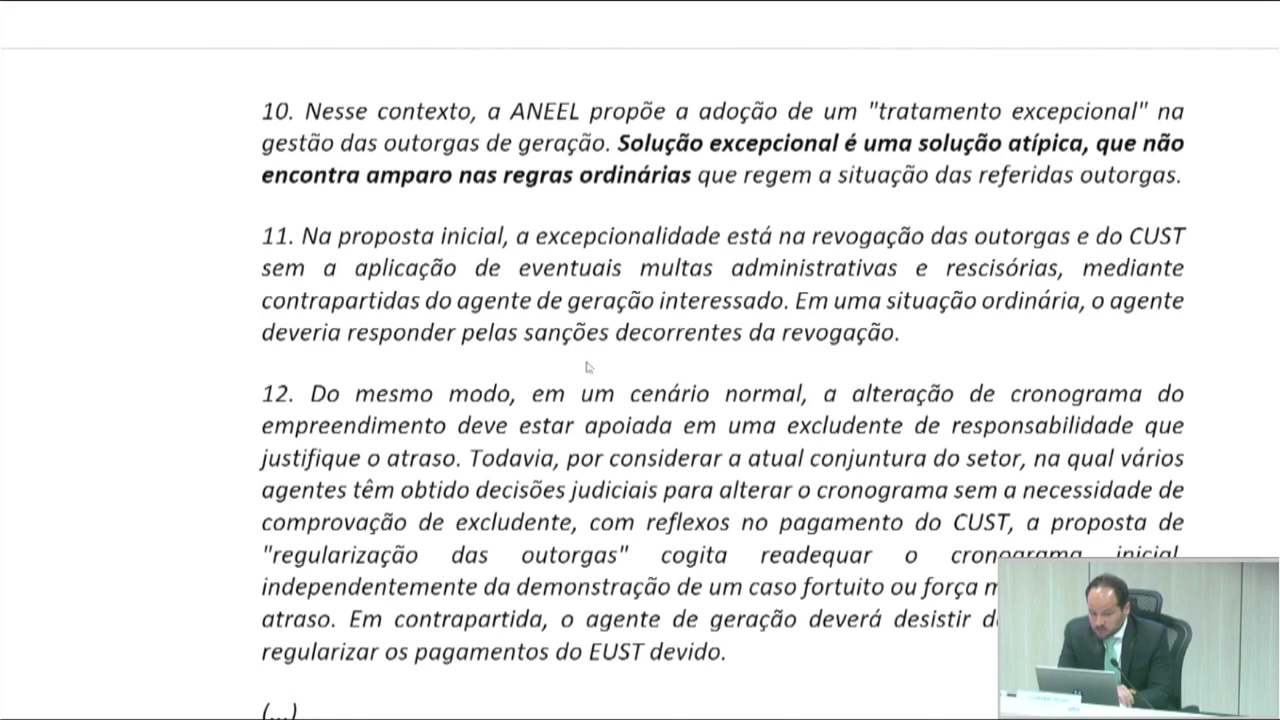 10. Nesse contexto, a ANEEL propõe a adoção de um "tratamento excepcional" na
gestão das outorgas de geração. Solução excepcional é uma solução atípica, que não
encontra amparo nas regras ordinárias que regem a situação das referidas outorgas.
11. Na proposta inicial, a excepcionalidade está na revogação das outorgas e do CUST
sem a aplicação de eventuais multas administrativas e rescisórias, mediante
contrapartidas do agente de geração interessado. Em uma situação ordinária, o agente
deveria responder pelas sanções decorrentes da revogação.
12. Do mesmo modo, em um cenário normal, a alteração de cronograma do
empreendimento deve estar apoiada em uma excludente de responsabilidade que
justifique o atraso. Todavia, por considerar a atual conjuntura do setor, na qual vários
agentes têm obtido decisões judiciais para alterar o cronograma sem a necessidade de
comprovação de excludente, com reflexos no pagamento do CUST, a proposta de
"regularização das outorgas" cogita readequar o cronograma inicial,
independentemente da demonstração de um caso fortuito ou força
atraso. Em contrapartida, o agente de geração deverá desistir
regularizar os pagamentos do EUST devido.
(...)